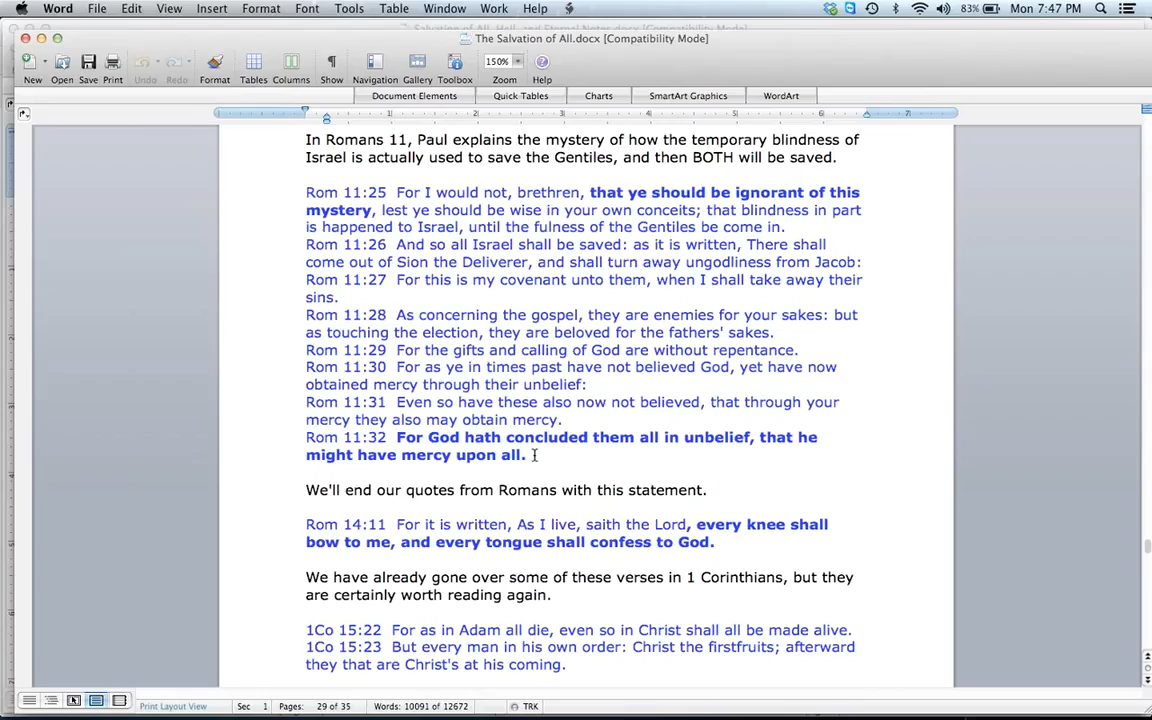 Word File Edit View Insert Format Font Tools Table Window Work Help 83% Mon 7:47 PM
The Salvation of All.docx [Compatibility Mode]
150%
New Open Save Print Undo Redo Format Tables Columns Show Navigation Gallery Toolbox Zoom Help
Document Elements Quick Tables Charts SmartArt Graphics WordArt
1 2 3 4 5 6 7
In Romans 11, Paul explains the mystery of how the temporary blindness of
Israel is actually used to save the Gentiles, and then BOTH will be saved.
Rom 11:25 For I would not, brethren, that ye should be ignorant of this
mystery, lest ye should be wise in your own conceits; that blindness in part
is happened to Israel, until the fulness of the Gentiles be come in.
Rom 11:26 And so all Israel shall be saved: as it is written, There shall
come out of Sion the Deliverer, and shall turn away ungodliness from Jacob:
Rom 11:27 For this is my covenant unto them, when I shall take away their
sins.
Rom 11:28 As concerning the gospel, they are enemies for your sakes: but
as touching the election, they are beloved for the fathers' sakes.
Rom 11:29 For the gifts and calling of God are without repentance.
Rom 11:30 For as ye in times past have not believed God, yet have now
obtained mercy through their unbelief:
Rom 11:31 Even so have these also now not believed, that through your
mercy they also may obtain mercy.
Rom 11:32 For God hath concluded them all in unbelief, that he
might have mercy upon all.
We'll end our quotes from Romans with this statement.
Rom 14:11 For it is written, As I live, saith the Lord, every knee shall
bow to me, and every tongue shall confess to God.
We have already gone over some of these verses in 1 Corinthians, but they
are certainly worth reading again.
1Co 15:22 For as in Adam all die, even so in Christ shall all be made alive.
1Co 15:23 But every man in his own order: Christ the firstfruits; afterward
they that are Christ's at his coming.
Print Layout View Sec 1 Pages: 29 of 35 Words: 10091 of 12672 TRK